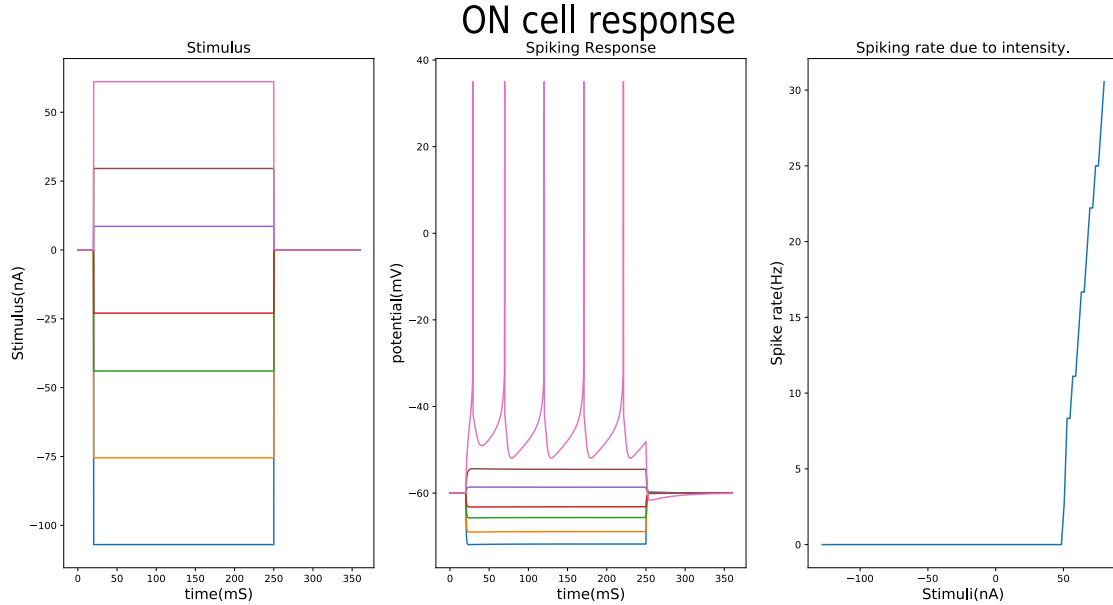 ON cell response
Stimulus
Stimulus(nA)
50
25
0
−25
−50
−75
−100
0 50 100 150 200 250 300 350
time(mS)
Spiking Response
potential(mV)
40
20
0
−20
−40
−60
0 50 100 150 200 250 300 350
time(mS)
Spiking rate due to intensity.
Spike rate(Hz)
30
25
20
15
10
5
0
−100 −50 0 50
Stimuli(nA)